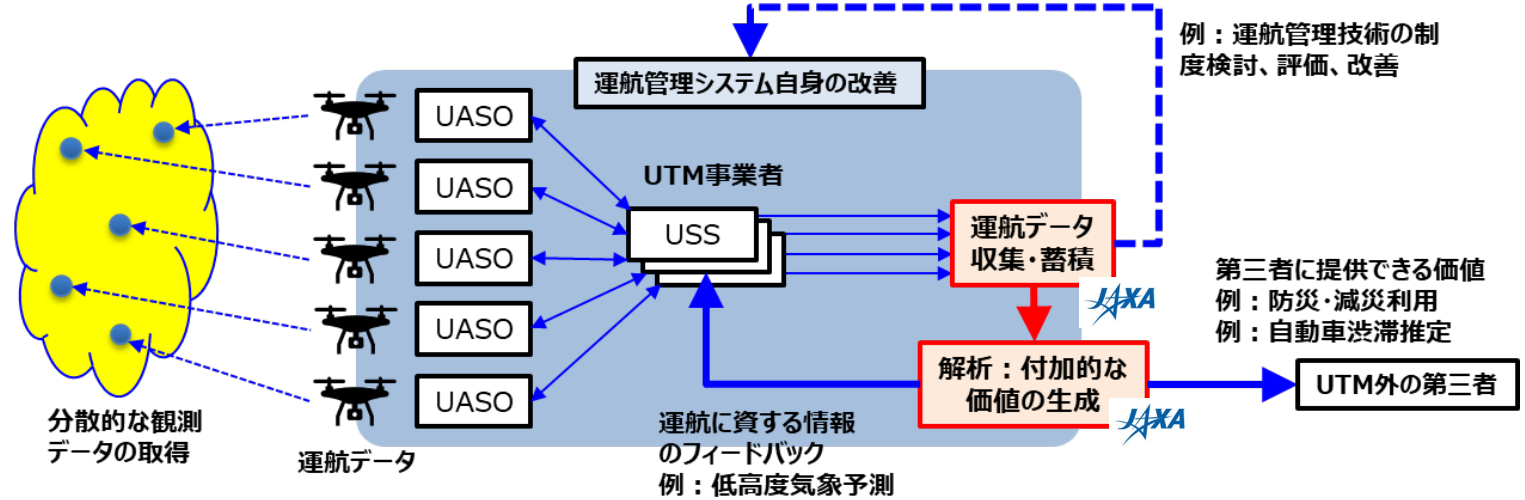 例：運航管理技術の制
度検討、評価、改善
運航管理システム自身の改善
UASO
UASO
UASO
UASO
UASO
UTM事業者
USS
運航データ
収集・蓄積
JAXA
第三者に提供できる価値
例：防災・減災利用
例：自動車渋滞推定
解析：付加的な
価値の生成
JAXA
UTM外の第三者
分散的な観測
データの取得
運航データ
運航に資する情報
のフィードバック
例：低高度気象予測